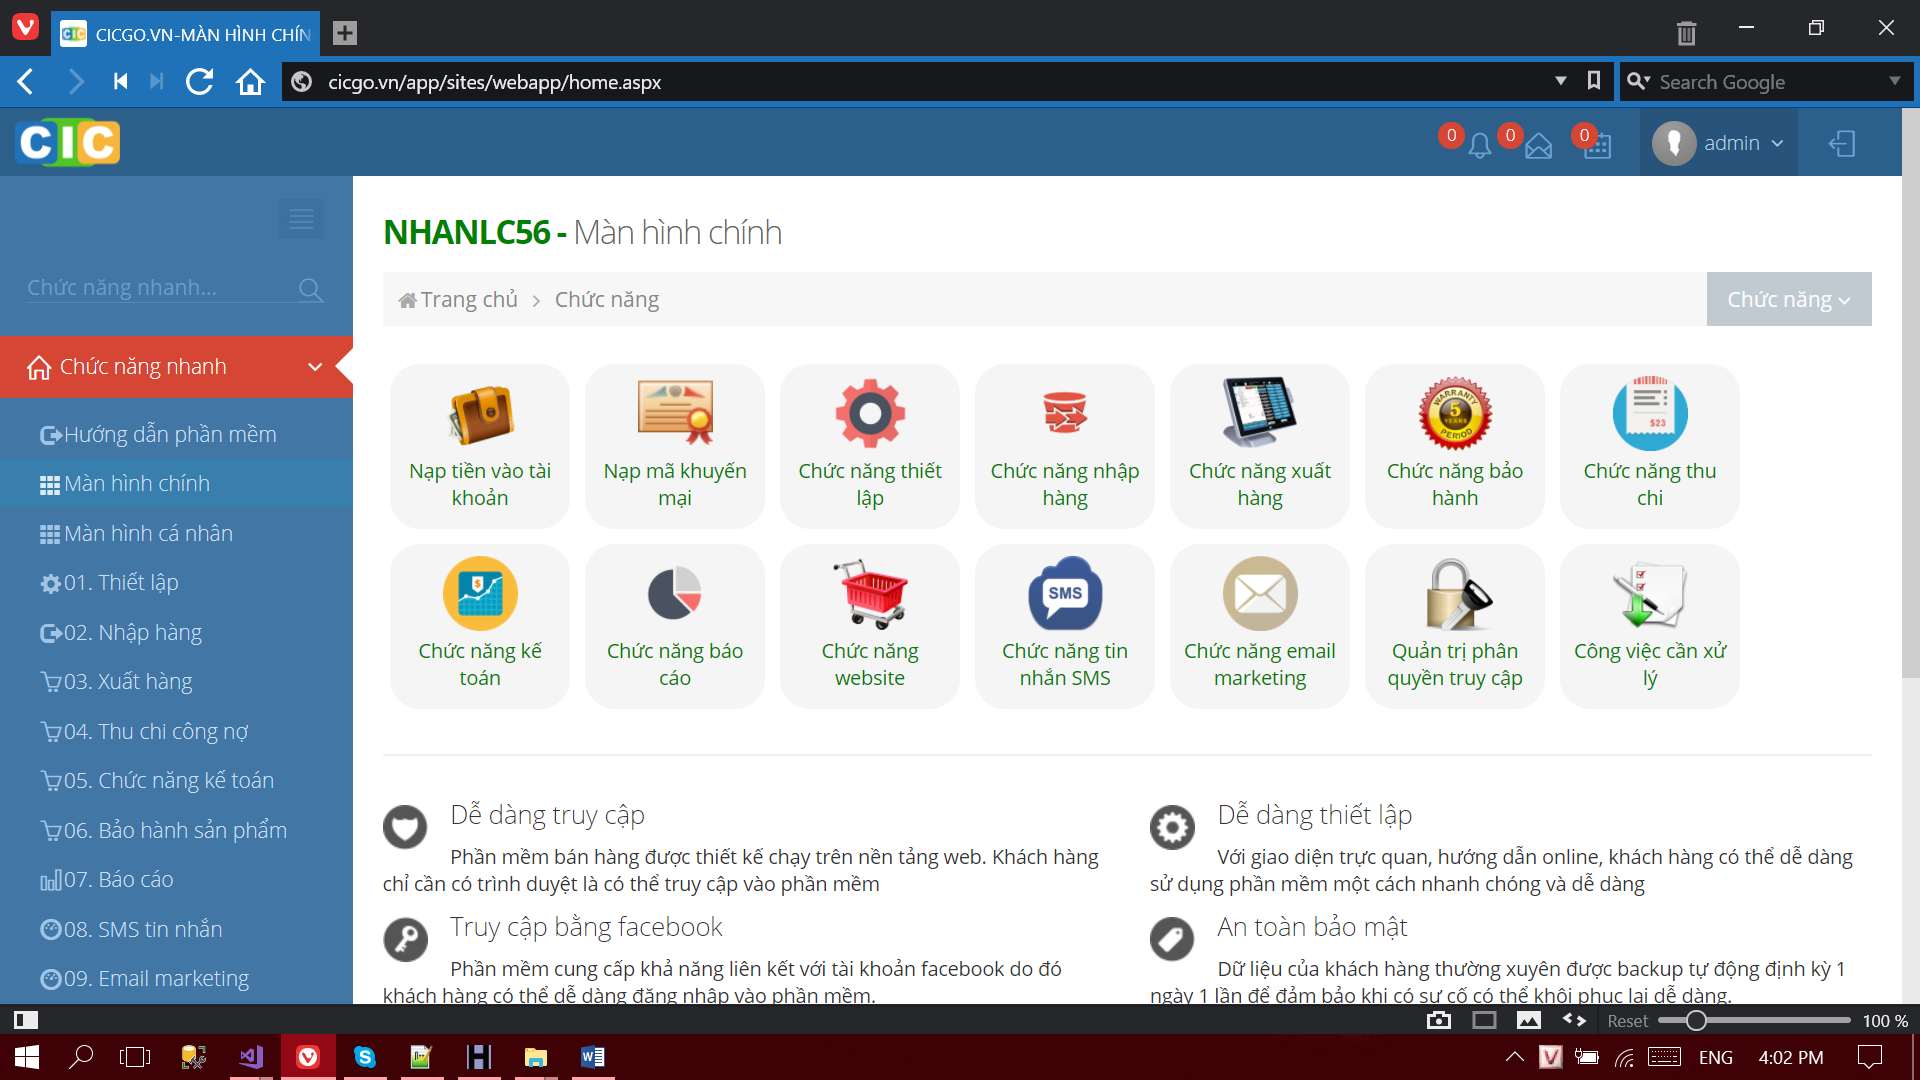 CICGO.VN-MÀN HÌNH CHÍN
cicgo.vn/app/sites/webapp/home.aspx
Search Google
CIC
0
0
0
admin
NHANLC56 - Màn hình chính
Chức năng nhanh...
Trang chủ > Chức năng
Chức năng
Chức năng nhanh
Hướng dẫn phần mềm
Màn hình chính
Màn hình cá nhân
01. Thiết lập
02. Nhập hàng
03. Xuất hàng
04. Thu chi công nợ
05. Chức năng kế toán
06. Bảo hành sản phẩm
07. Báo cáo
08. SMS tin nhắn
09. Email marketing
Nạp tiền vào tài
khoản
Nạp mã khuyến
mại
Chức năng thiết
lập
Chức năng nhập
hàng
Chức năng xuất
hàng
WARRANTY
5
YEARS
PERIOD
Chức năng bảo
hành
$23
Chức năng thu
chi
Chức năng kế
toán
Chức năng báo
cáo
Chức năng
website
SMS
Chức năng tin
nhắn SMS
Chức năng email
marketing
Quản trị phân
quyền truy cập
Công việc cần xử
lý
Dễ dàng truy cập
Phần mềm bán hàng được thiết kế chạy trên nền tảng web. Khách hàng
chỉ cần có trình duyệt là có thể truy cập vào phần mềm
Dễ dàng thiết lập
Với giao diện trực quan, hướng dẫn online, khách hàng có thể dễ dàng
sử dụng phần mềm một cách nhanh chóng và dễ dàng
Truy cập bằng facebook
Phần mềm cung cấp khả năng liên kết với tài khoản facebook do đó
khách hàng có thể dễ dàng đăng nhập vào phần mềm.
An toàn bảo mật
Dữ liệu của khách hàng thường xuyên được backup tự động định kỳ 1
ngày 1 lần để đảm bảo khi có sự cố có thể khôi phục lại dễ dàng.
Reset
100 %
ENG
4:02 PM